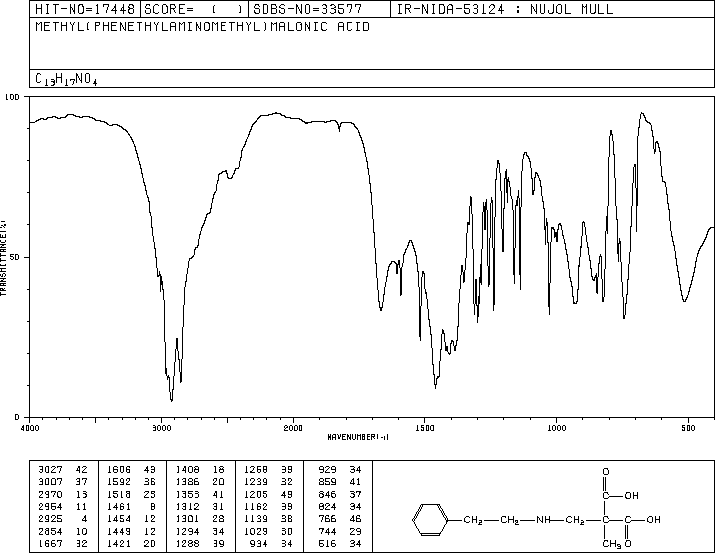 HIT-NO=17448 SCORE= ( ) SDBS-NO=33577 IR-NIDA-53124 : NUJOL MULL
METHYL(PHENETHYLAMINOMETHYL)MALONIC ACID
C13H17NO4
100
50
0
TRANSMITTANCE(%)
4000 3000 2000 1500 1000 500
WAVENUMBER(-1)
3027 42 1606 43 1408 18 1268 39 929 34
3007 37 1592 36 1386 20 1239 32 859 41
2970 13 1518 23 1353 41 1205 49 846 37
2954 11 1461 8 1312 31 1162 39 824 34
2925 4 1454 12 1301 28 1139 38 766 46
2854 10 1449 12 1294 34 1029 30 744 29
1667 32 1421 20 1288 39 934 34 516 34
O
C—OH
CH2—CH2—NH—CH2—C—C—OH
CH3 O